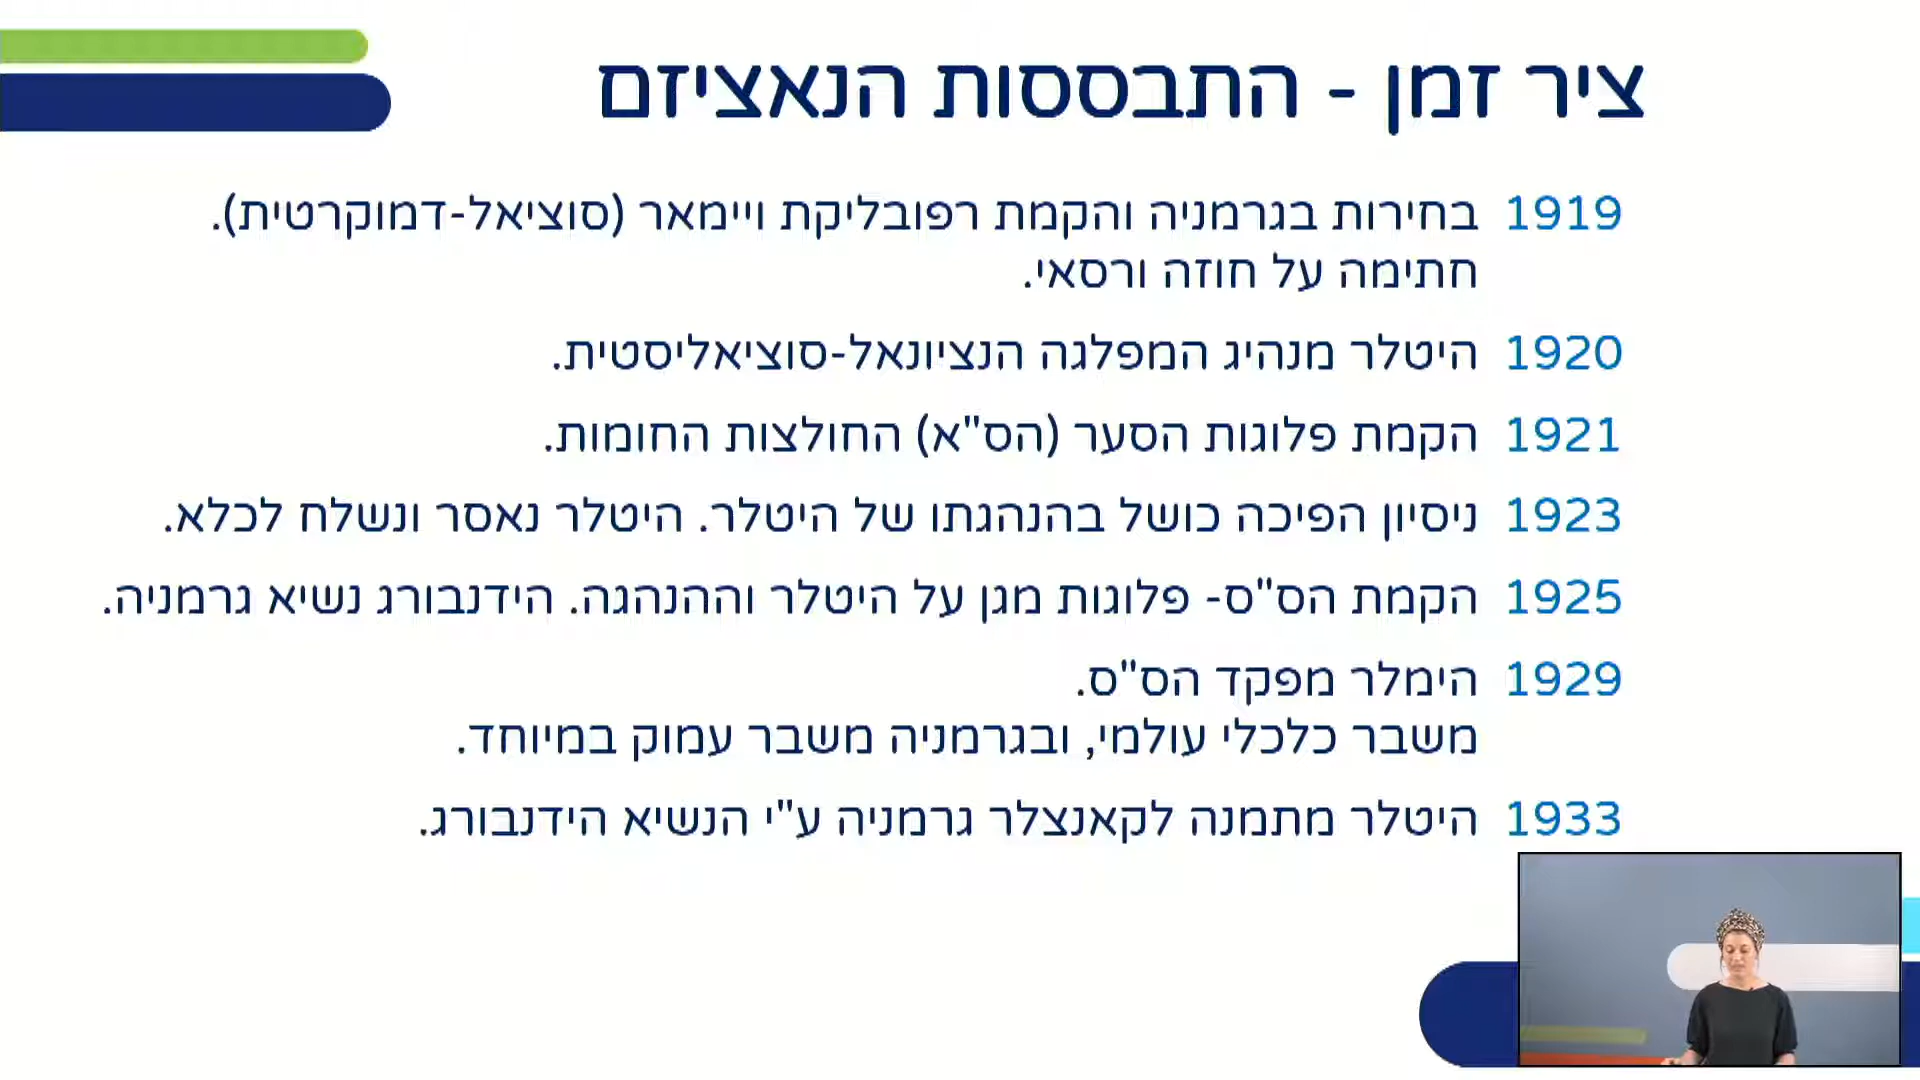 ציר זמן - התבססות הנאציזם
1919 בחירות בגרמניה והקמת רפובליקת ויימאר (סוציאל-דמוקרטית).
חתימה על חוזה ורסאי.
1920 היטלר מנהיג המפלגה הנציונאל-סוציאליסטית.
1921 הקמת פלוגות הסער (הס"א) החולצות החומות.
1923 ניסיון הפיכה כושל בהנהגתו של היטלר. היטלר נאסר ונשלח לכלא.
1925 הקמת הס"ס- פלוגות מגן על היטלר וההנהגה. הידנבורג נשיא גרמניה.
1929 הימלר מפקד הס"ס.
משבר כלכלי עולמי, ובגרמניה משבר עמוק במיוחד.
1933 היטלר מתמנה לקאנצלר גרמניה ע"י הנשיא הידנבורג.